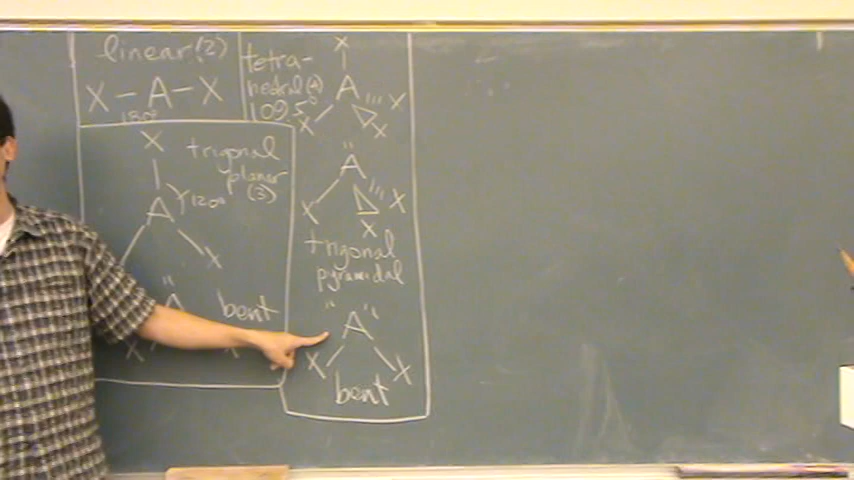 linear (2)
X — A — X
180°
tetra-
hedral (4)
109.5°
X
A
X
X
X
trigonal
planar
(3)
X
A
120°
X
A
X
X
X
trigonal
pyramidal
A
bent
X
X
A
X
X
bent